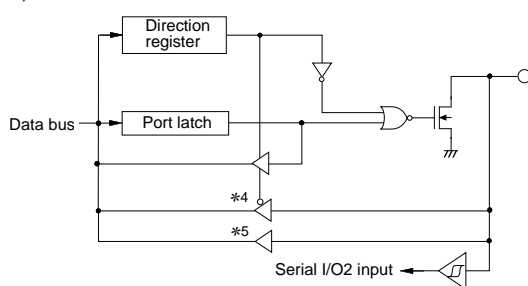 Direction
register
Data bus
Port latch
*4
*5
Serial I/O2 input